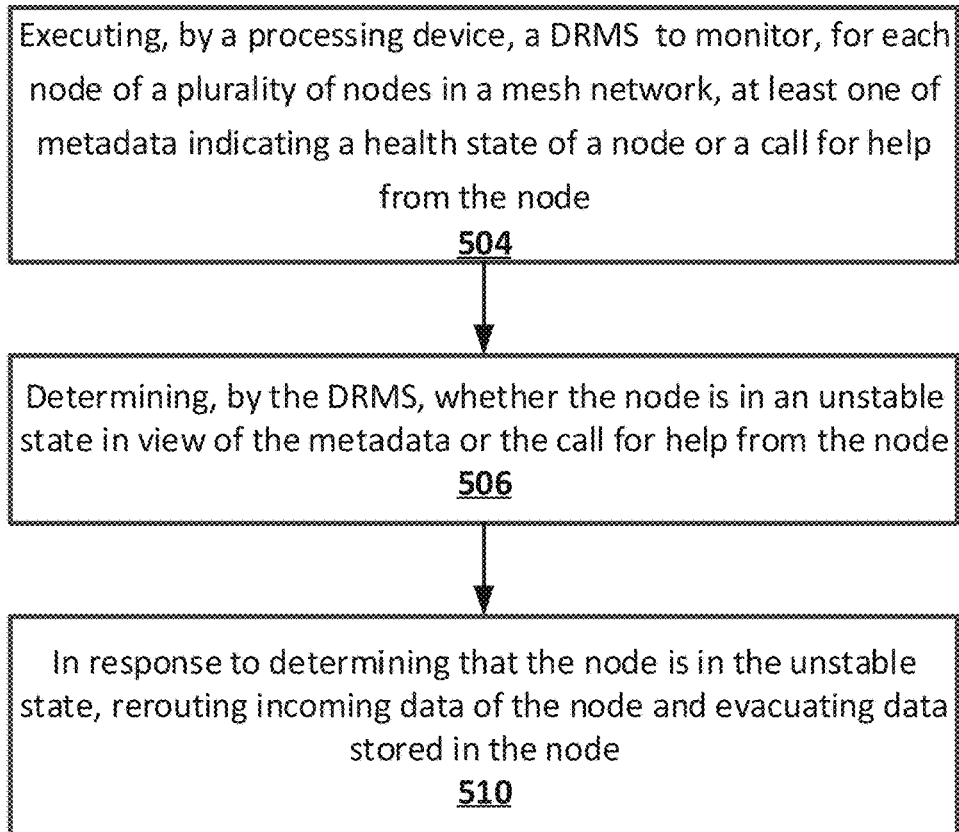 Executing, by a processing device, a DRMS to monitor, for each
node of a plurality of nodes in a mesh network, at least one of
metadata indicating a health state of a node or a call for help
from the node
504
Determining, by the DRMS, whether the node is in an unstable
state in view of the metadata or the call for help from the node
506
In response to determining that the node is in the unstable
state, rerouting incoming data of the node and evacuating data
stored in the node
510